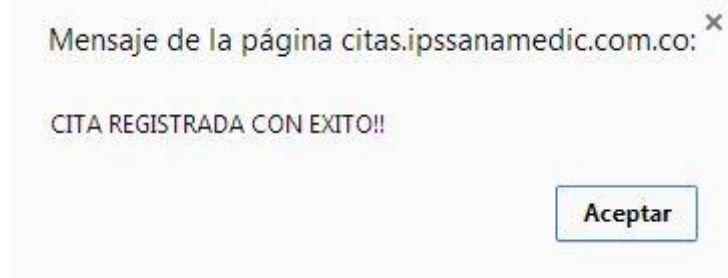 Mensaje de la página citas.ipssanamedic.com.co:
CITA REGISTRADA CON EXITO!!
Aceptar